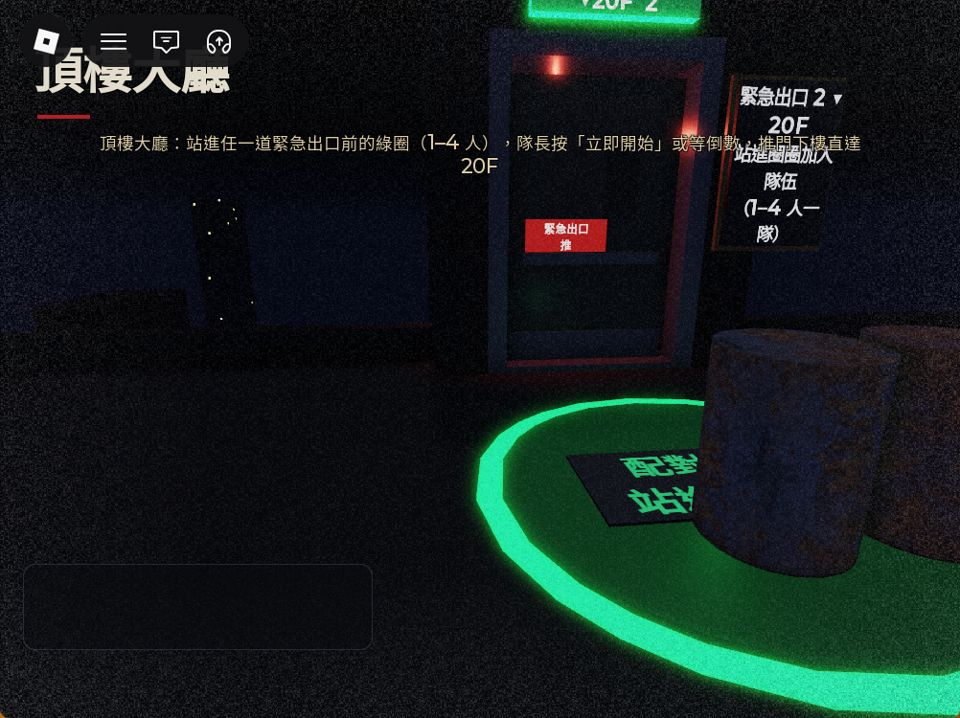 ▼20F 2
頂樓大廳
緊急出口 2 ▼
20F
站進圈圈加入
隊伍
(1–4 人一
隊)
頂樓大廳：站進任一道緊急出口前的綠圈（1–4 人），隊長按「立即開始」或等倒數，推門下樓直達
20F
緊急出口
推
配對